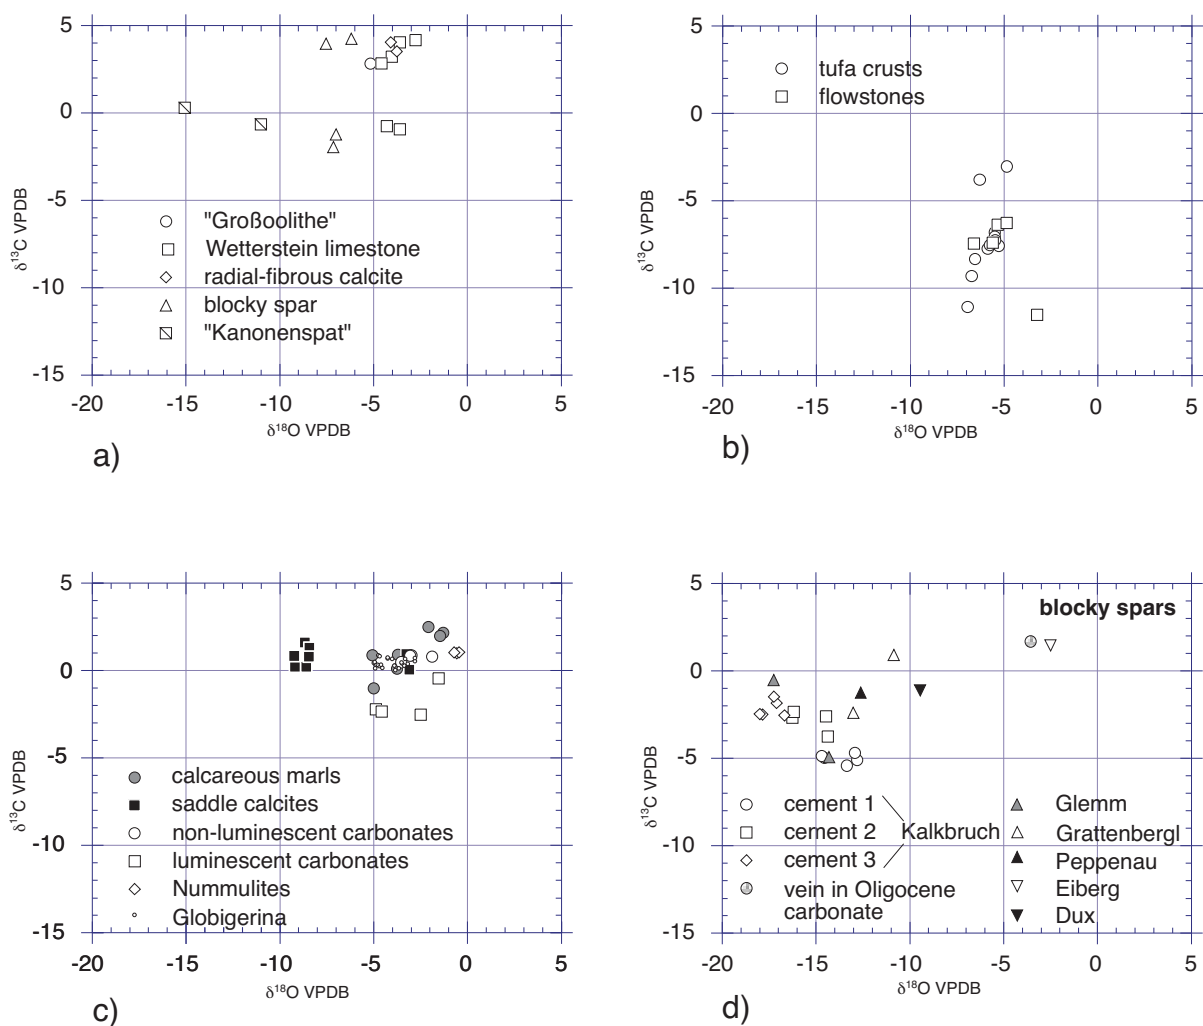 5
0
-5
-10
-15
-20
-15
-10
-5
0
5
δ13C VPDB
δ18O VPDB
"Großoolithe"
Wetterstein limestone
radial-fibrous calcite
blocky spar
"Kanonenspat"
a)
5
0
-5
-10
-15
-20
-15
-10
-5
0
5
δ13C VPDB
δ18O VPDB
tufa crusts
flowstones
b)
5
0
-5
-10
-15
-20
-15
-10
-5
0
5
δ13C VPDB
δ18O VPDB
calcareous marls
saddle calcites
non-luminescent carbonates
luminescent carbonates
Nummulites
Globigerina
c)
5
0
-5
-10
-15
-20
-15
-10
-5
0
5
δ13C VPDB
δ18O VPDB
blocky spars
cement 1
cement 2
cement 3
Kalkbruch
vein in Oligocene
carbonate
Glemm
Grattenbergl
Peppenau
Eiberg
Dux
d)